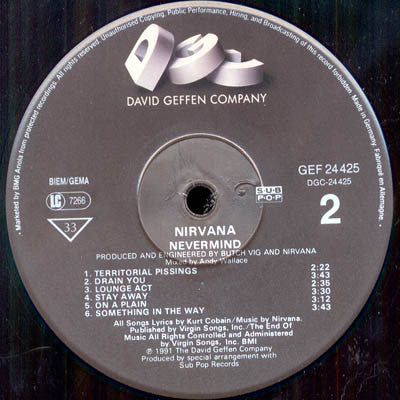 All rights reserved. Unauthorised Copying, Public Performance, Hiring, and Broadcasting of this record forbidden. Made in Germany. Fabriqué en Allemagne.
• Marketed by BMG Ariola from protected recordings.
DGC
DAVID GEFFEN COMPANY
GEF 24 425
DGC-24425
BIEM/GEMA
LC 7266
33
SUB POP
2
NIRVANA
NEVERMIND
PRODUCED AND ENGINEERED BY BUTCH VIG AND NIRVANA
Mixed by Andy Wallace
1. TERRITORIAL PISSINGS 2:22
2. DRAIN YOU 3:43
3. LOUNGE ACT 2:35
4. STAY AWAY 3:30
5. ON A PLAIN 3:12
6. SOMETHING IN THE WAY 3:43
All Songs Lyrics by Kurt Cobain/Music by Nirvana.
Published by Virgin Songs, Inc./The End Of
Music All Rights Controlled and Administered
by Virgin Songs, Inc. BMI
℗ 1991 The David Geffen Company
Produced by special arrangement with
Sub Pop Records